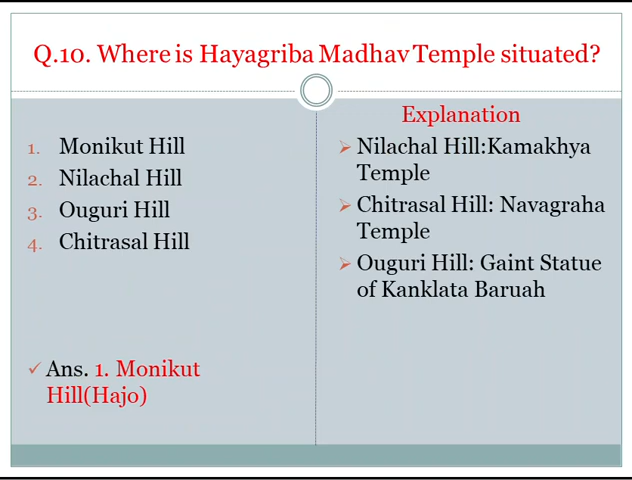 Q.10. Where is Hayagriba Madhav Temple situated?
1. Monikut Hill
2. Nilachal Hill
3. Ouguri Hill
4. Chitrasal Hill
Ans. 1. Monikut
Hill(Hajo)
Explanation
Nilachal Hill:Kamakhya
Temple
Chitrasal Hill: Navagraha
Temple
Ouguri Hill: Gaint Statue
of Kanklata Baruah